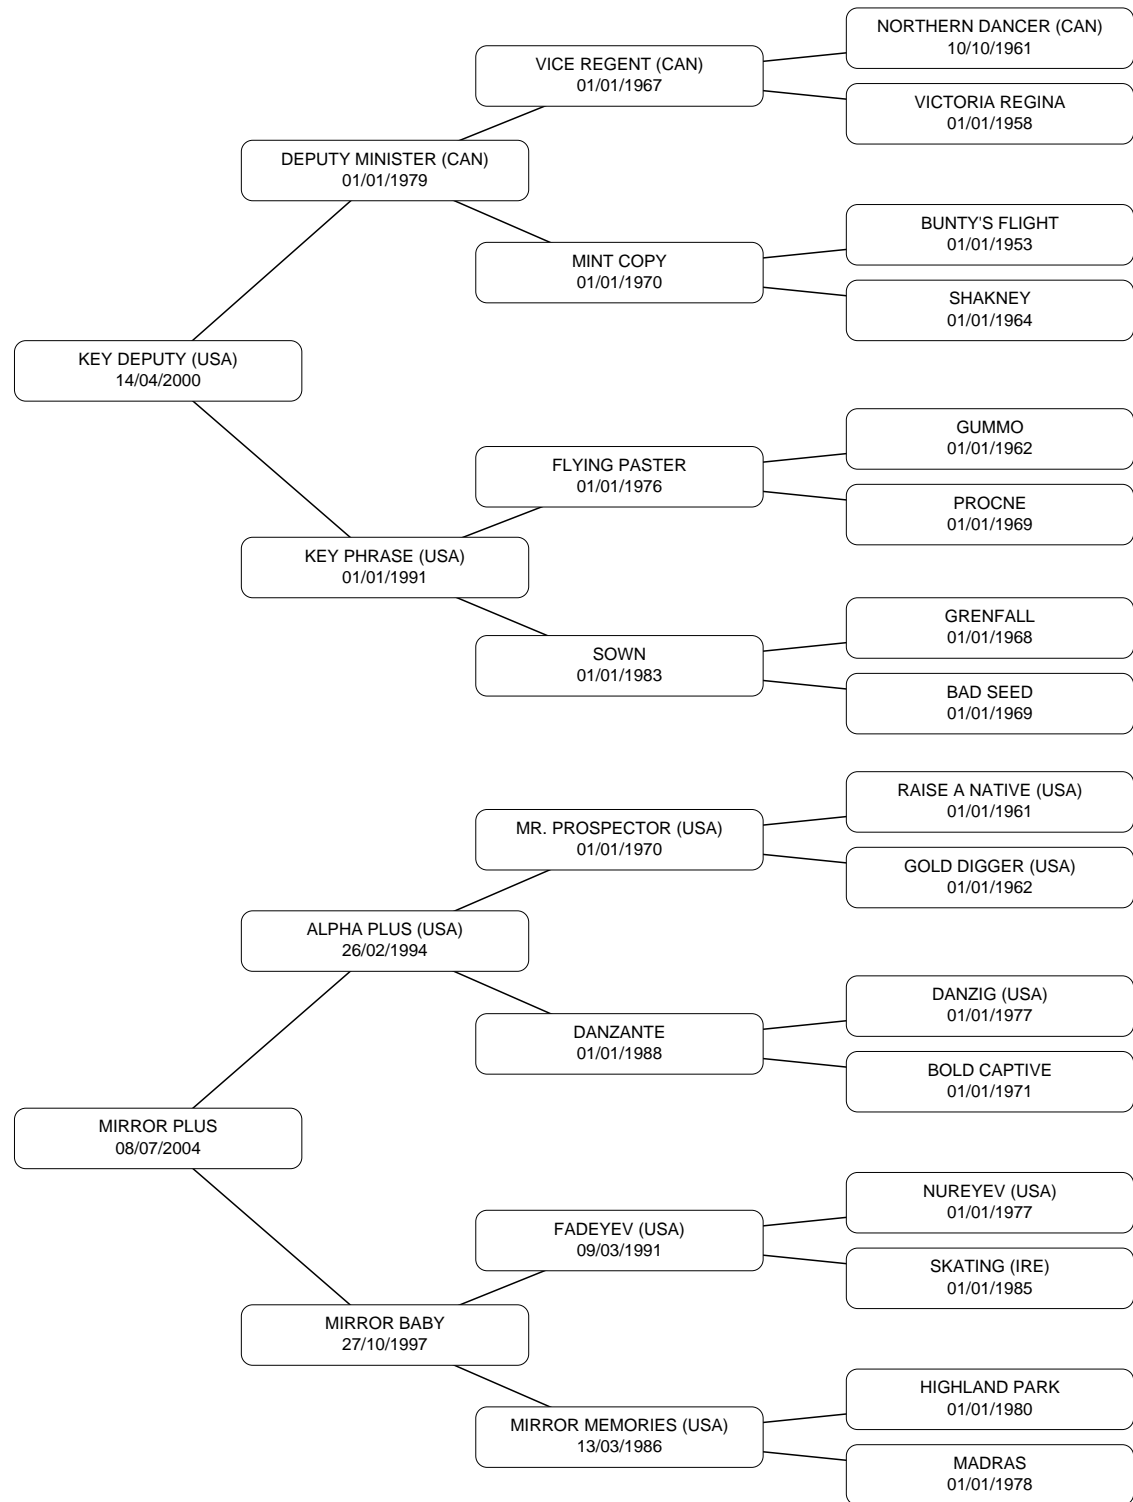 NORTHERN DANCER (CAN)
10/10/1961
VICE REGENT (CAN)
01/01/1967
VICTORIA REGINA
01/01/1958
DEPUTY MINISTER (CAN)
01/01/1979
BUNTY'S FLIGHT
01/01/1953
MINT COPY
01/01/1970
SHAKNEY
01/01/1964
KEY DEPUTY (USA)
14/04/2000
GUMMO
01/01/1962
FLYING PASTER
01/01/1976
PROCNE
01/01/1969
KEY PHRASE (USA)
01/01/1991
GRENFALL
01/01/1968
SOWN
01/01/1983
BAD SEED
01/01/1969
RAISE A NATIVE (USA)
01/01/1961
MR. PROSPECTOR (USA)
01/01/1970
GOLD DIGGER (USA)
01/01/1962
ALPHA PLUS (USA)
26/02/1994
DANZIG (USA)
01/01/1977
DANZANTE
01/01/1988
BOLD CAPTIVE
01/01/1971
MIRROR PLUS
08/07/2004
NUREYEV (USA)
01/01/1977
FADEYEV (USA)
09/03/1991
SKATING (IRE)
01/01/1985
MIRROR BABY
27/10/1997
HIGHLAND PARK
01/01/1980
MIRROR MEMORIES (USA)
13/03/1986
MADRAS
01/01/1978